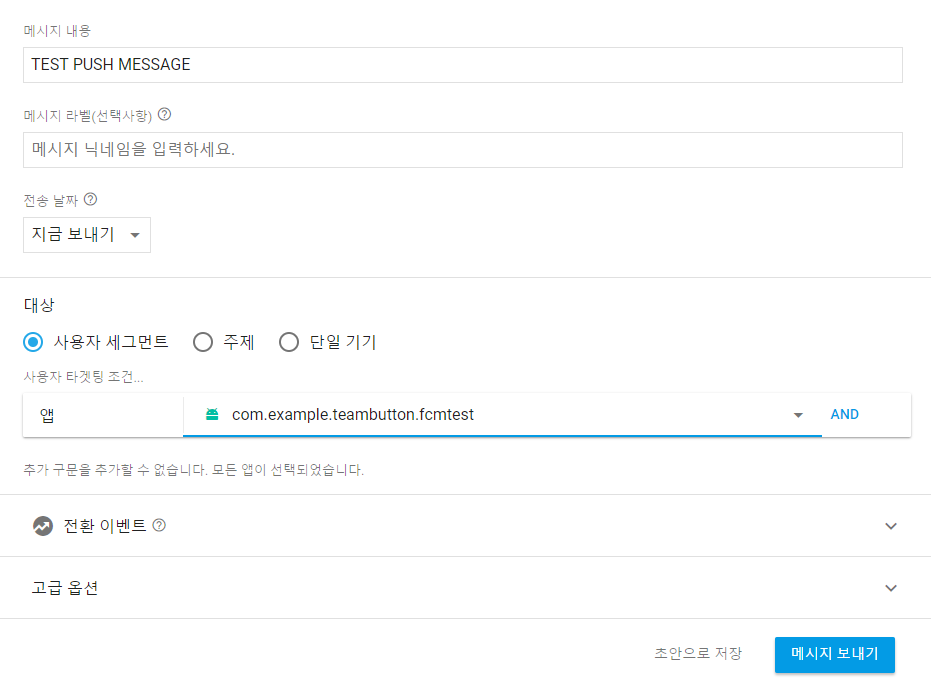 메시지 내용
TEST PUSH MESSAGE
메시지 라벨(선택사항) ?
메시지 닉네임을 입력하세요.
전송 날짜 ?
지금 보내기
대상
사용자 세그먼트 주제 단일 기기
사용자 타겟팅 조건...
앱 com.example.teambutton.fcmtest AND
추가 구문을 추가할 수 없습니다. 모든 앱이 선택되었습니다.
전환 이벤트 ?
고급 옵션
초안으로 저장 메시지 보내기